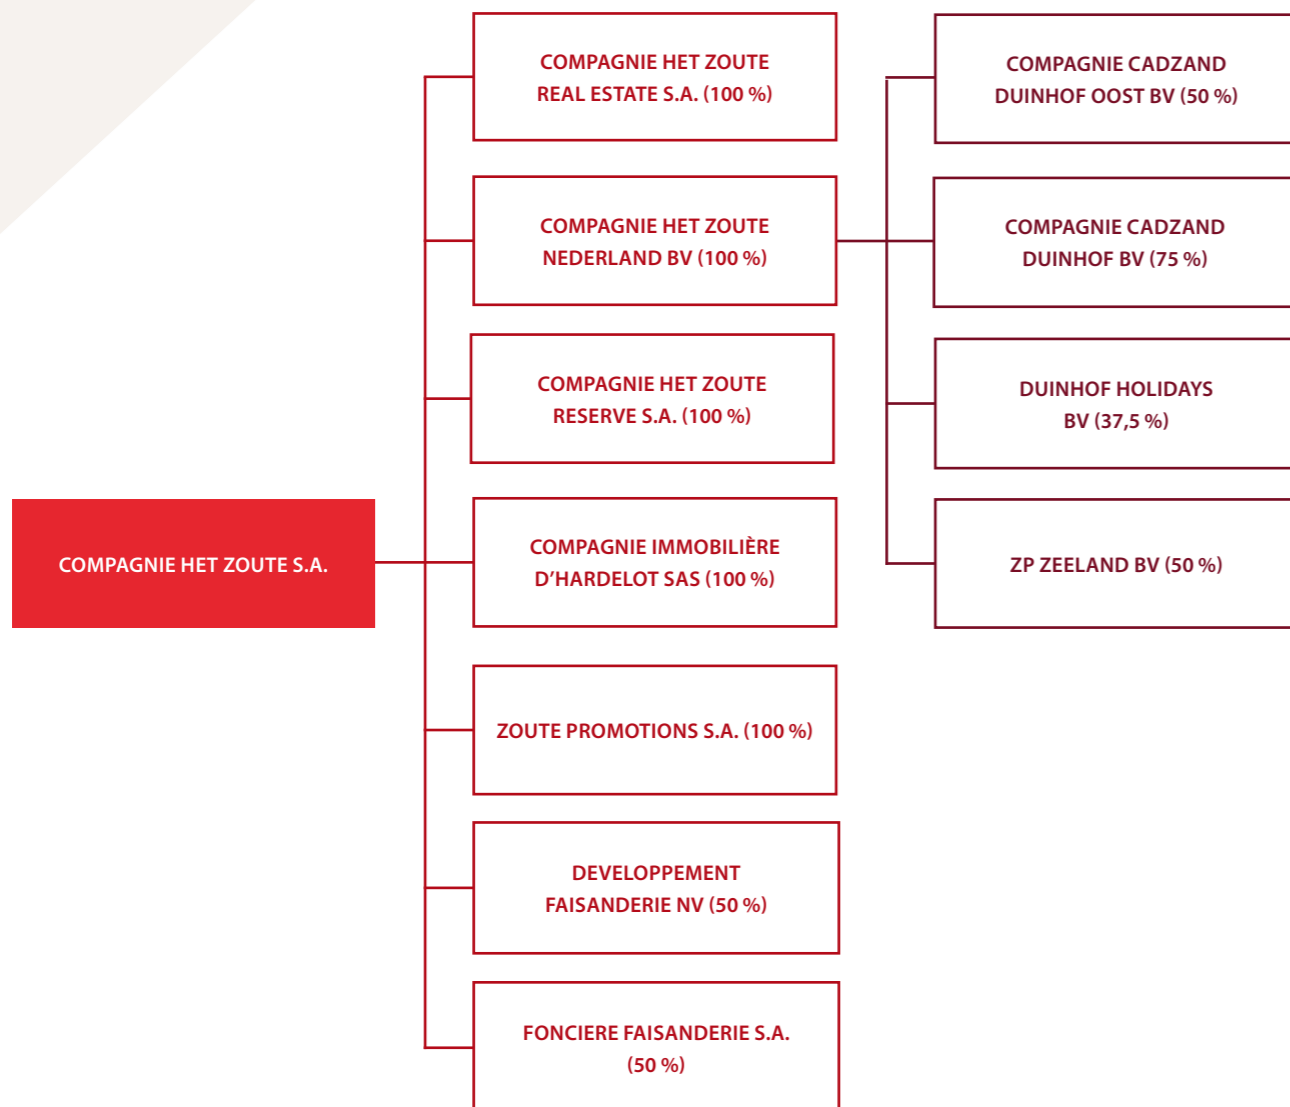 COMPAGNIE HET ZOUTE S.A.
COMPAGNIE HET ZOUTE
REAL ESTATE S.A. (100 %)
COMPAGNIE HET ZOUTE
NEDERLAND BV (100 %)
COMPAGNIE HET ZOUTE
RESERVE S.A. (100 %)
COMPAGNIE IMMOBILIÈRE
D’HARDELOT SAS (100 %)
ZOUTE PROMOTIONS S.A. (100 %)
DEVELOPPEMENT
FAISANDERIE NV (50 %)
FONCIERE FAISANDERIE S.A.
(50 %)
COMPAGNIE CADZAND
DUINHOF OOST BV (50 %)
COMPAGNIE CADZAND
DUINHOF BV (75 %)
DUINHOF HOLIDAYS
BV (37,5 %)
ZP ZEELAND BV (50 %)